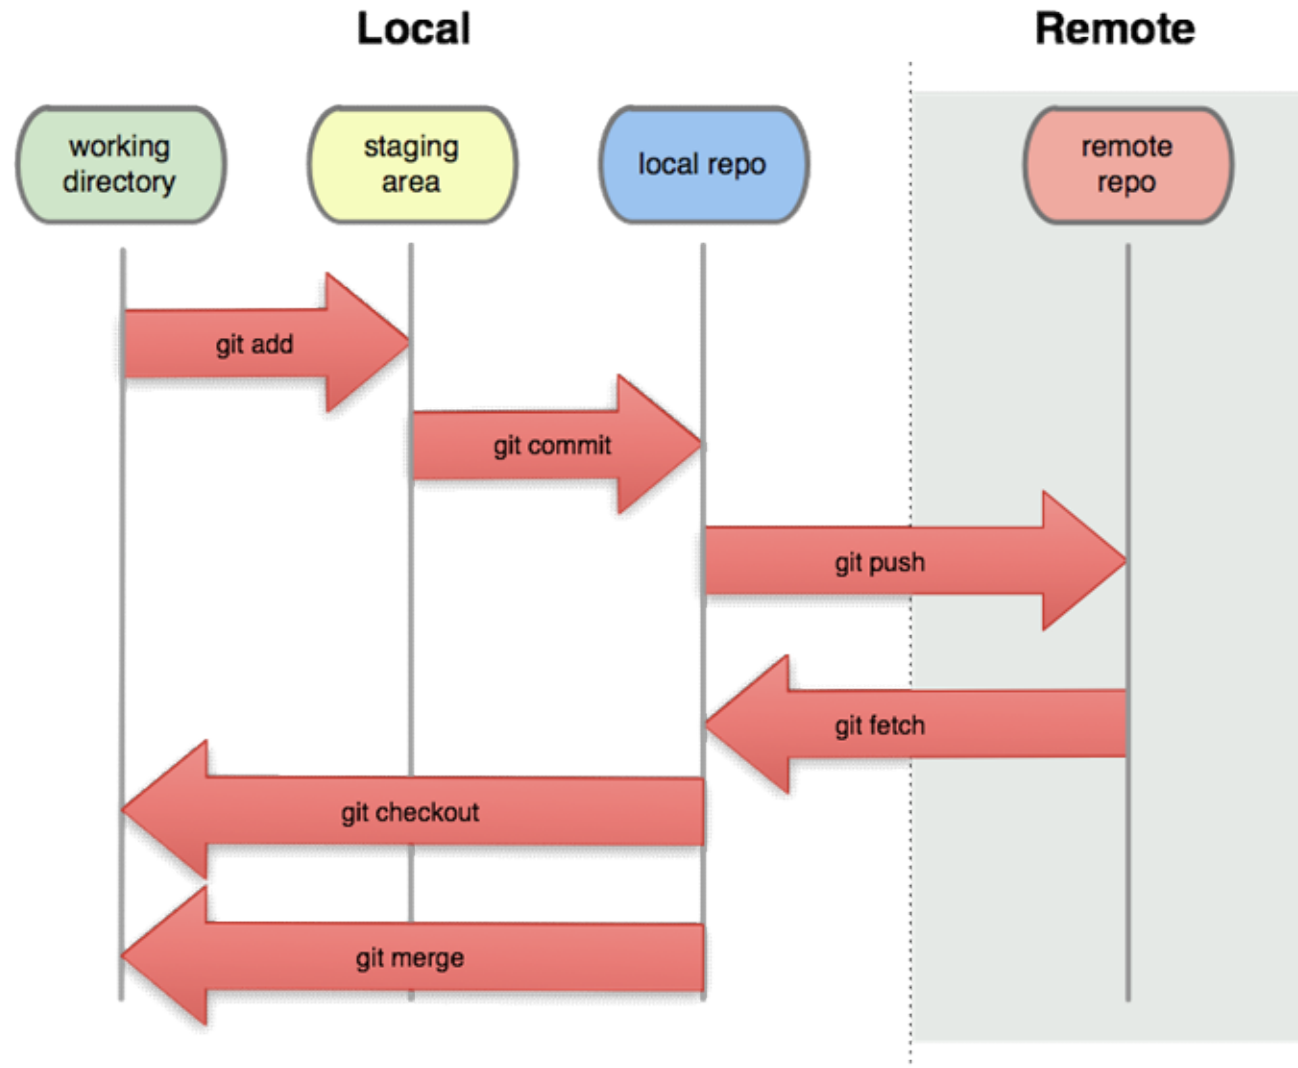 Local
Remote
working
directory
staging
area
local repo
remote
repo
git add
git commit
git push
git fetch
git checkout
git merge